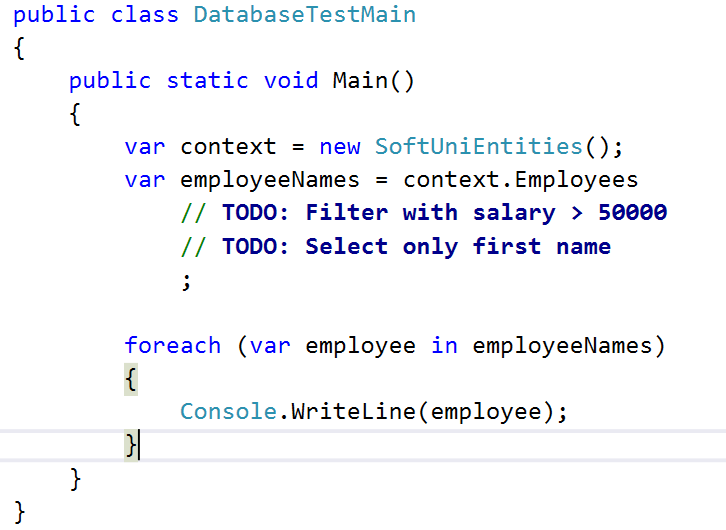 public class DatabaseTestMain
{
    public static void Main()
    {
        var context = new SoftUniEntities();
        var employeeNames = context.Employees
            // TODO: Filter with salary > 50000
            // TODO: Select only first name
            ;

        foreach (var employee in employeeNames)
        {
            Console.WriteLine(employee);
        }
    }
}